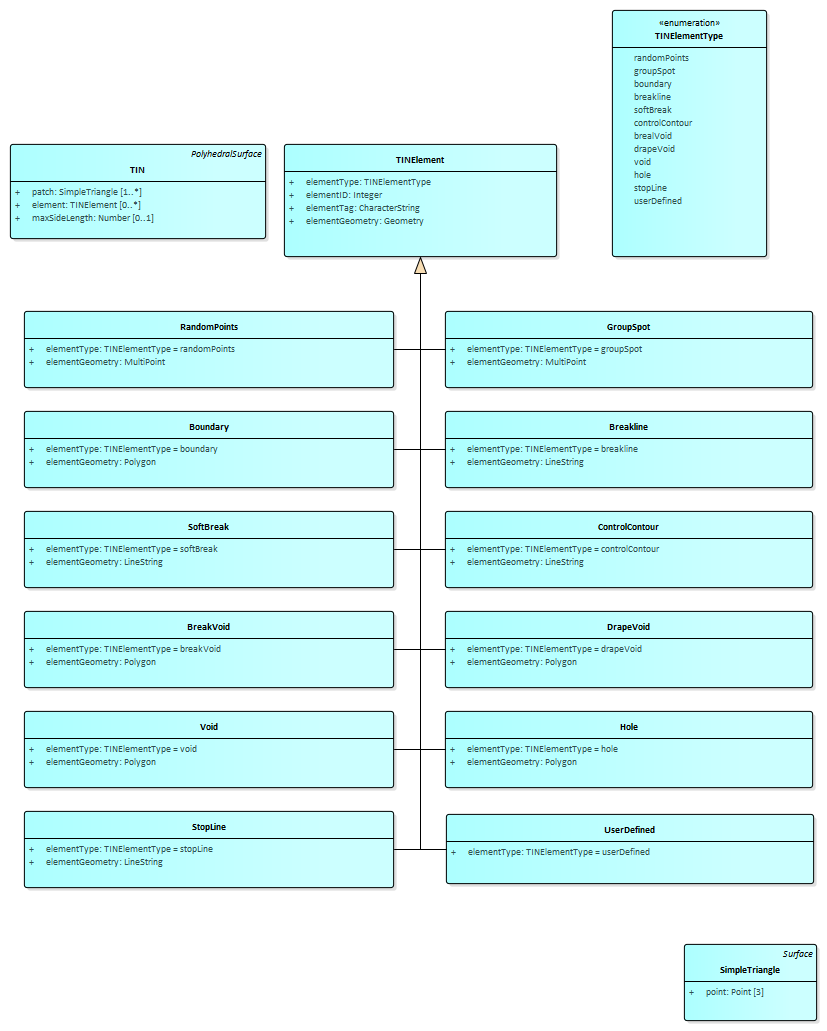 «enumeration»
TINElementType
randomPoints
groupSpot
boundary
breakline
softBreak
controlContour
brealVoid
drapeVoid
void
hole
stopLine
userDefined
PolyhedralSurface
TIN
+ patch: SimpleTriangle [1..*]
+ element: TINElement [0..*]
+ maxSideLength: Number [0..1]
TINElement
+ elementType: TINElementType
+ elementID: Integer
+ elementTag: CharacterString
+ elementGeometry: Geometry
RandomPoints
+ elementType: TINElementType = randomPoints
+ elementGeometry: MultiPoint
GroupSpot
+ elementType: TINElementType = groupSpot
+ elementGeometry: MultiPoint
Boundary
+ elementType: TINElementType = boundary
+ elementGeometry: Polygon
Breakline
+ elementType: TINElementType = breakline
+ elementGeometry: LineString
SoftBreak
+ elementType: TINElementType = softBreak
+ elementGeometry: LineString
ControlContour
+ elementType: TINElementType = controlContour
+ elementGeometry: LineString
BreakVoid
+ elementType: TINElementType = breakVoid
+ elementGeometry: Polygon
DrapeVoid
+ elementType: TINElementType = drapeVoid
+ elementGeometry: Polygon
Void
+ elementType: TINElementType = void
+ elementGeometry: Polygon
Hole
+ elementType: TINElementType = hole
+ elementGeometry: Polygon
StopLine
+ elementType: TINElementType = stopLine
+ elementGeometry: LineString
UserDefined
+ elementType: TINElementType = userDefined
Surface
SimpleTriangle
+ point: Point [3]